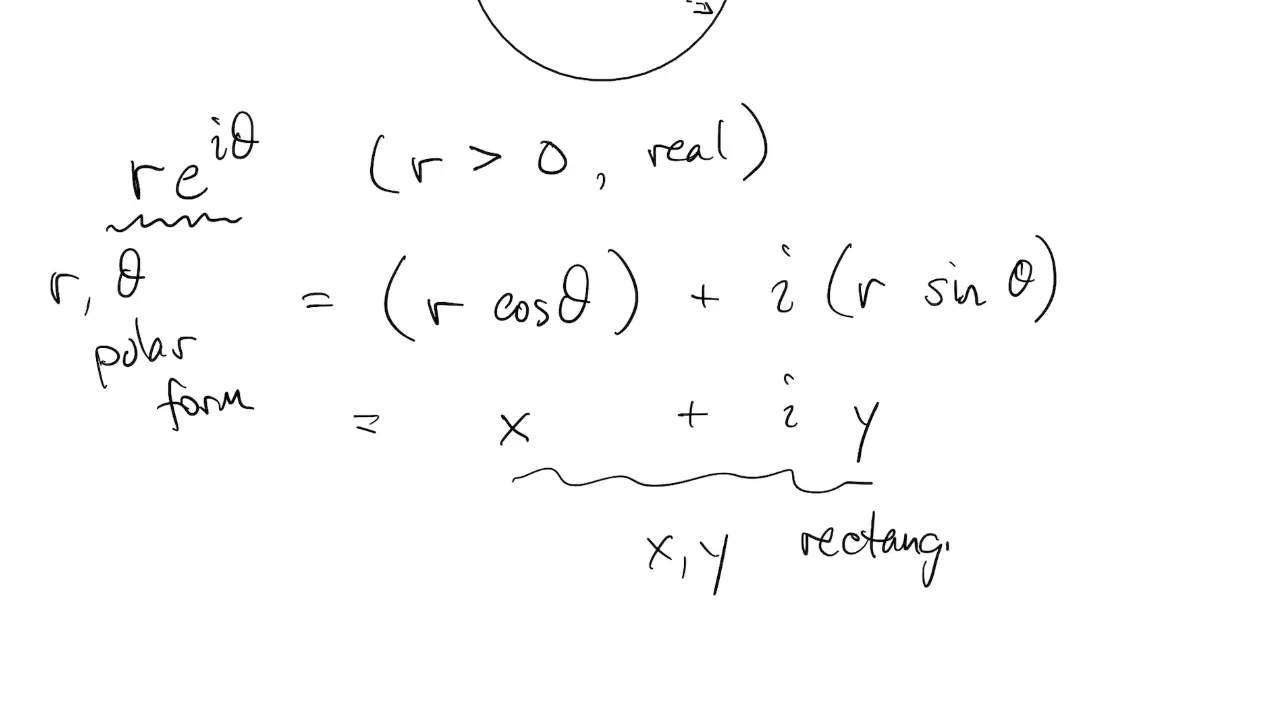 re^{iθ} (r > 0, real)
r, θ = (r cosθ) + i (r sin θ)
polar
form
= x + i y
x, y rectang.